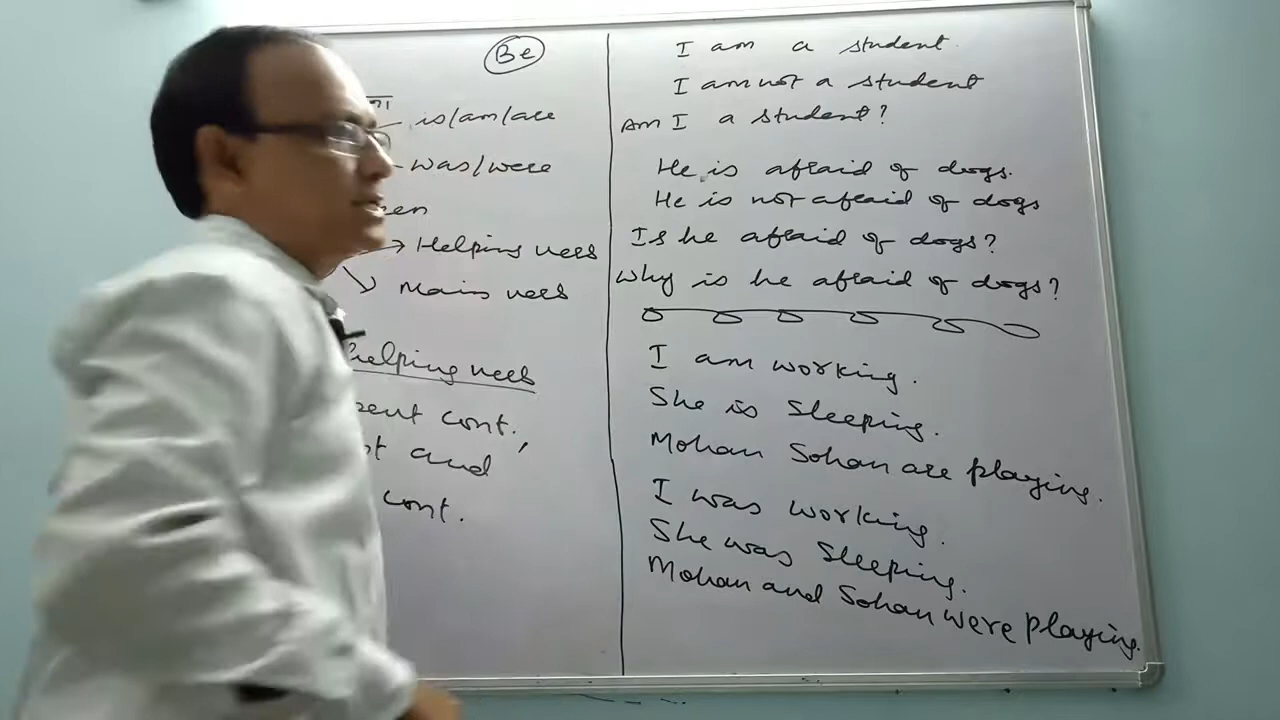 Be
is/am/are
was/were
Helping verb
Main verb
helping verb
cont.,
and
cont.
I am a student.
I am not a student
Am I a student?
He is afraid of dogs.
He is not afraid of dogs
Is he afraid of dogs?
Why is he afraid of dogs?
I am working.
She is sleeping.
Mohan Sohan are playing.
I was working.
She was sleeping.
Mohan and Sohan were playing.